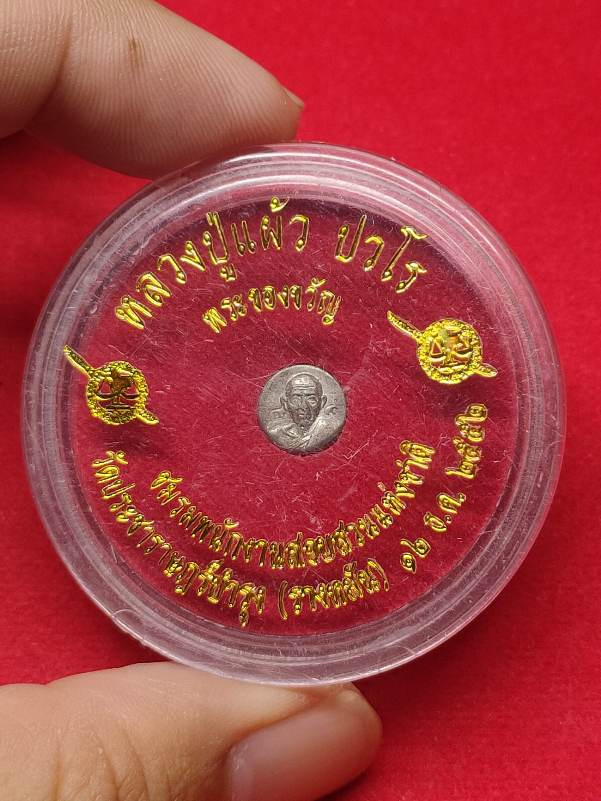 หลวงปู่แผ้ว ปวโร
พระของขวัญ
ชมรมพนักงานสอบสวนแห่งชาติ
วัดประชาราษฎร์บำรุง (รางหมัน) ๑๒ ธ.ค. ๒๕๕๒